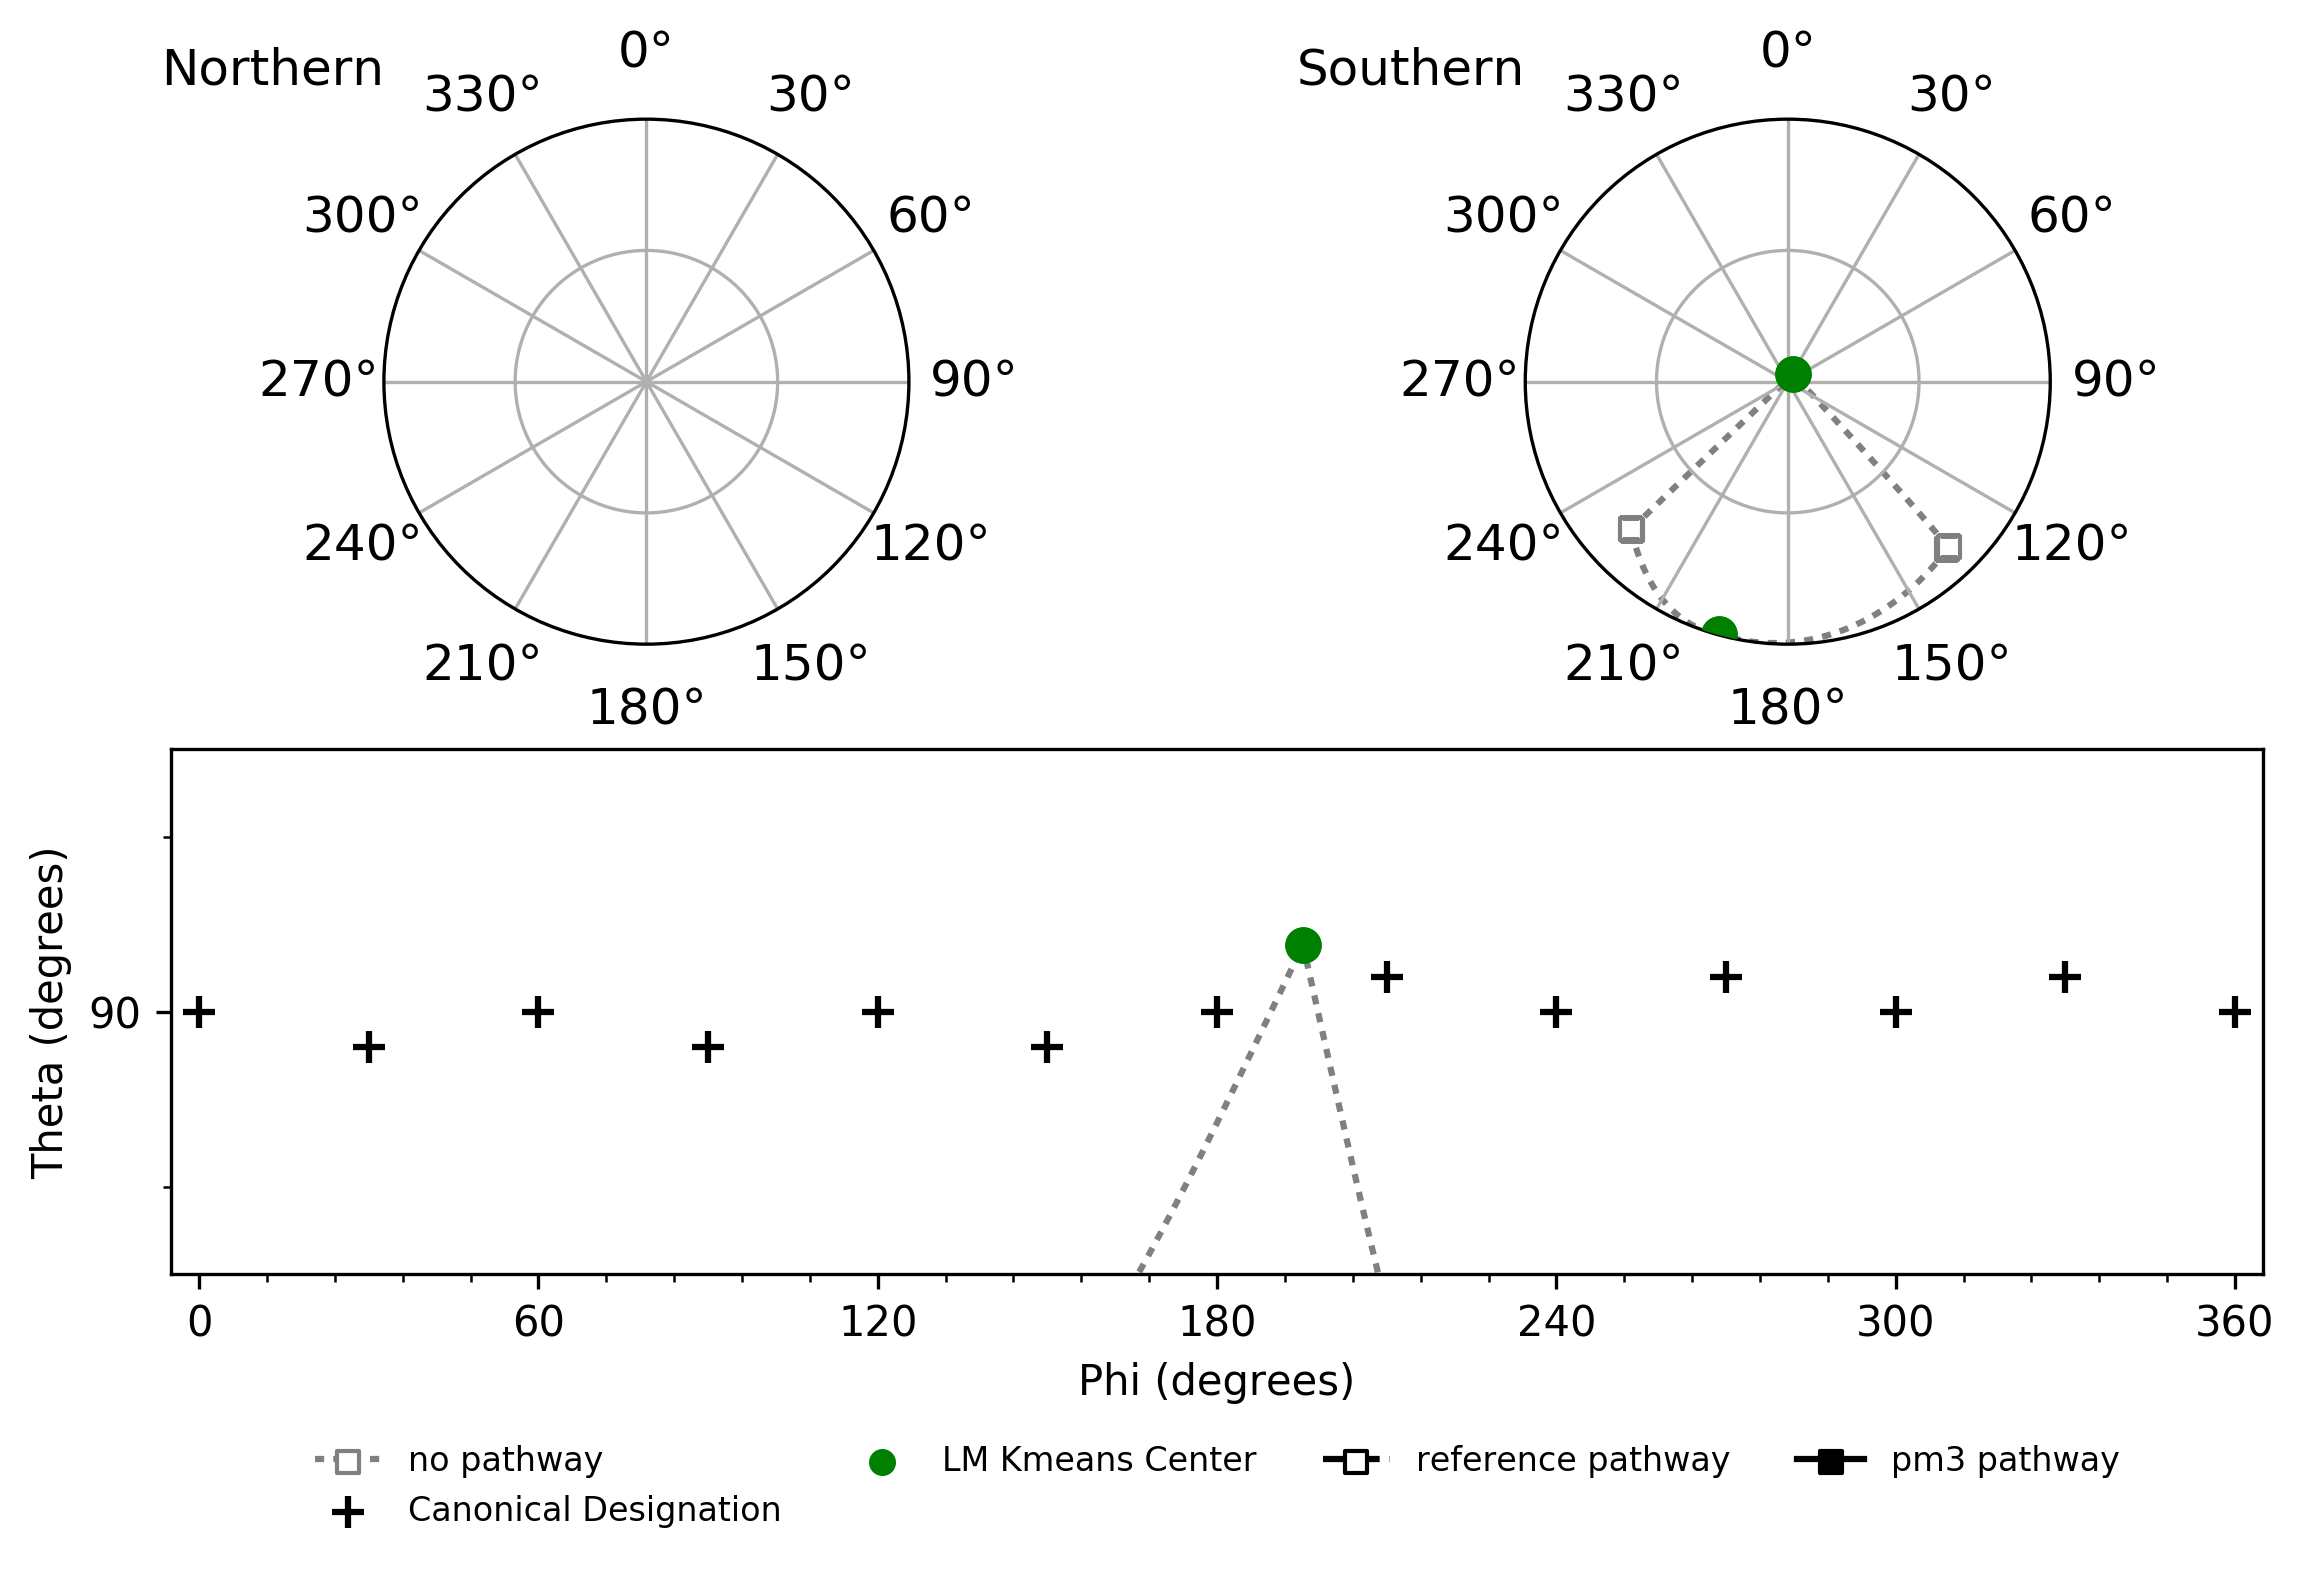 Northern
0°
30°
60°
90°
120°
150°
180°
210°
240°
270°
300°
330°
Southern
0°
30°
60°
90°
120°
150°
180°
210°
240°
270°
300°
330°
Theta (degrees)
90
0 60 120 180 240 300 360
Phi (degrees)
no pathway
Canonical Designation
LM Kmeans Center
reference pathway
pm3 pathway